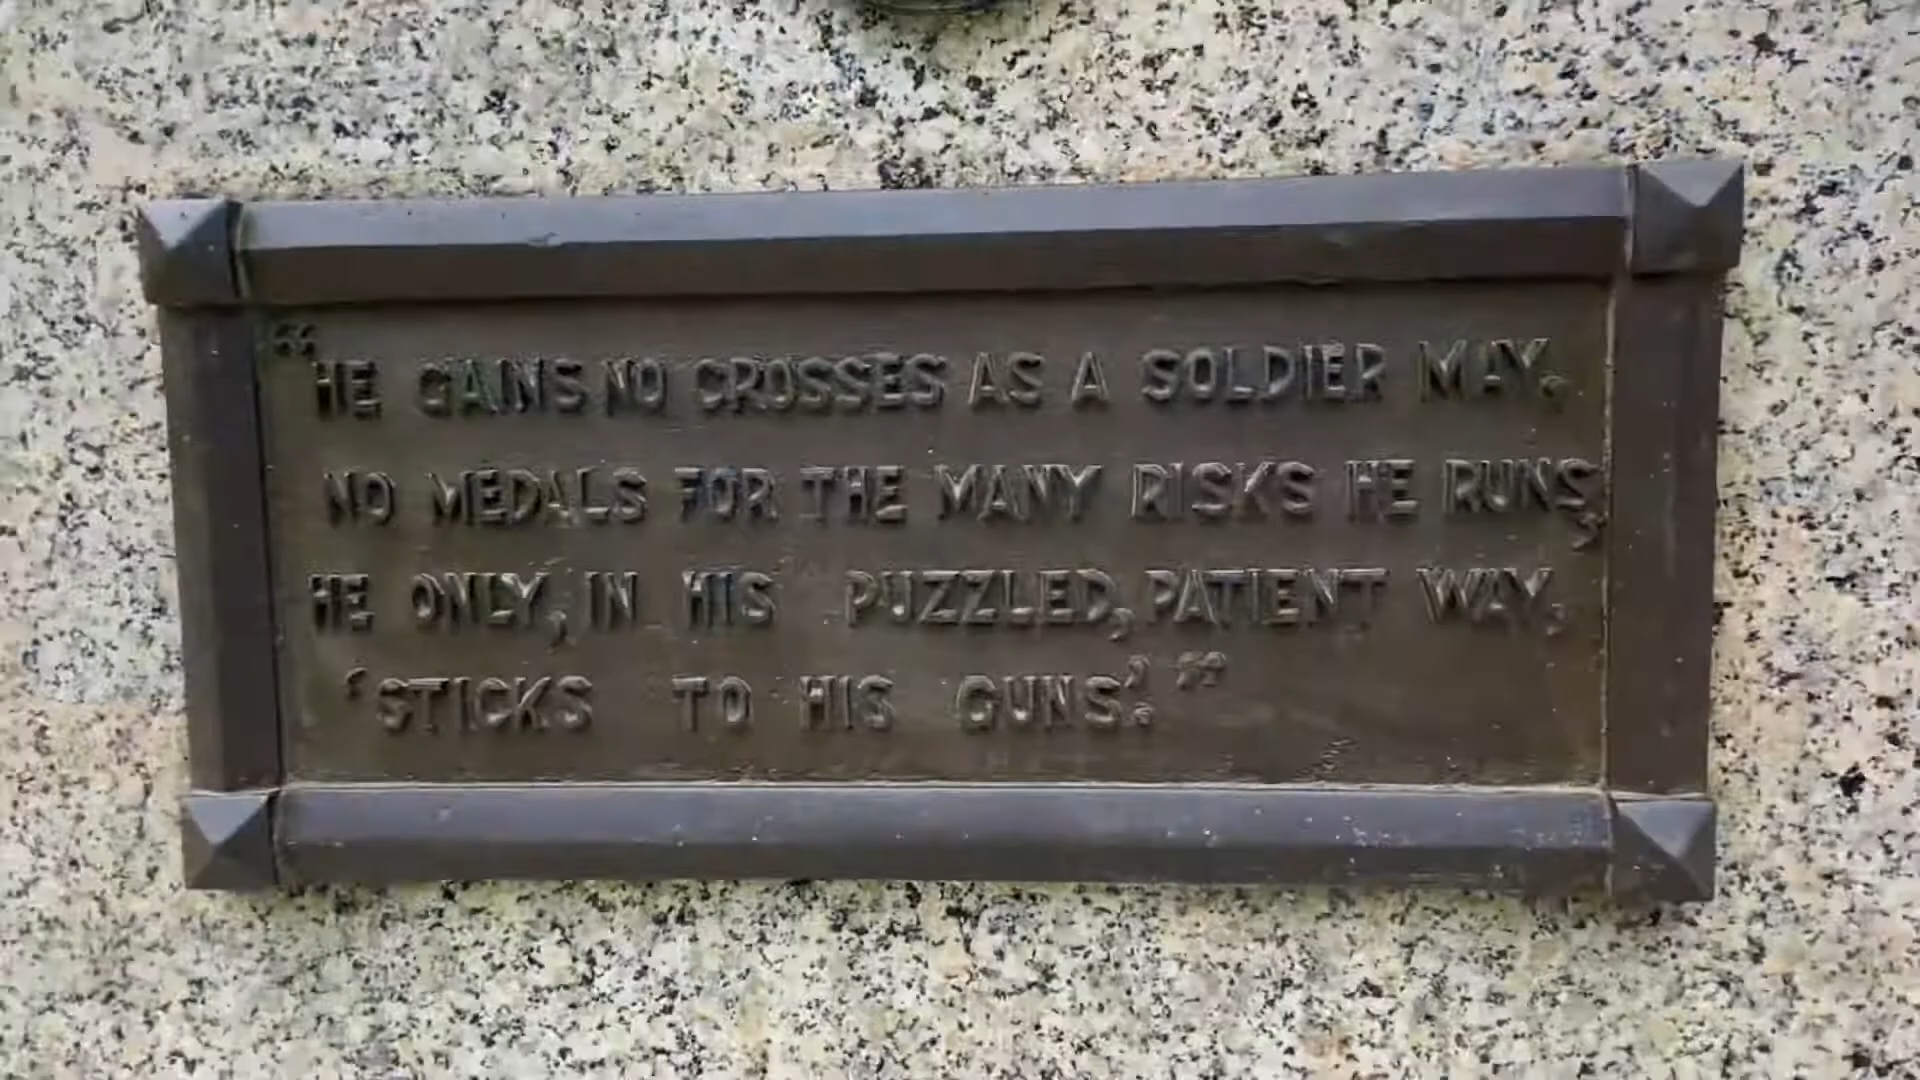 “HE GAINS NO CROSSES AS A SOLDIER MAY.
NO MEDALS FOR THE MANY RISKS HE RUNS,
HE ONLY, IN HIS PUZZLED, PATIENT WAY,
‘STICKS TO HIS GUNS’.”